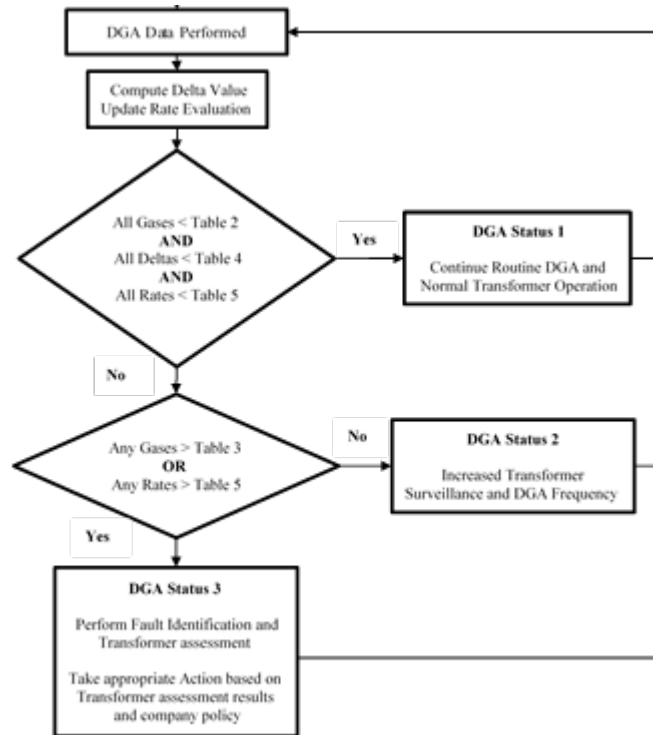 DGA Data Performed
Compute Delta Value
Update Rate Evaluation
All Gases < Table 2
AND
All Deltas < Table 4
AND
All Rates < Table 5
Yes
DGA Status 1
Continue Routine DGA and
Normal Transformer Operation
No
Any Gases > Table 3
OR
Any Rates > Table 5
No
DGA Status 2
Increased Transformer
Surveillance and DGA Frequency
Yes
DGA Status 3
Perform Fault Identification and
Transformer assessment
Take appropriate Action based on
Transformer assessment results
and company policy